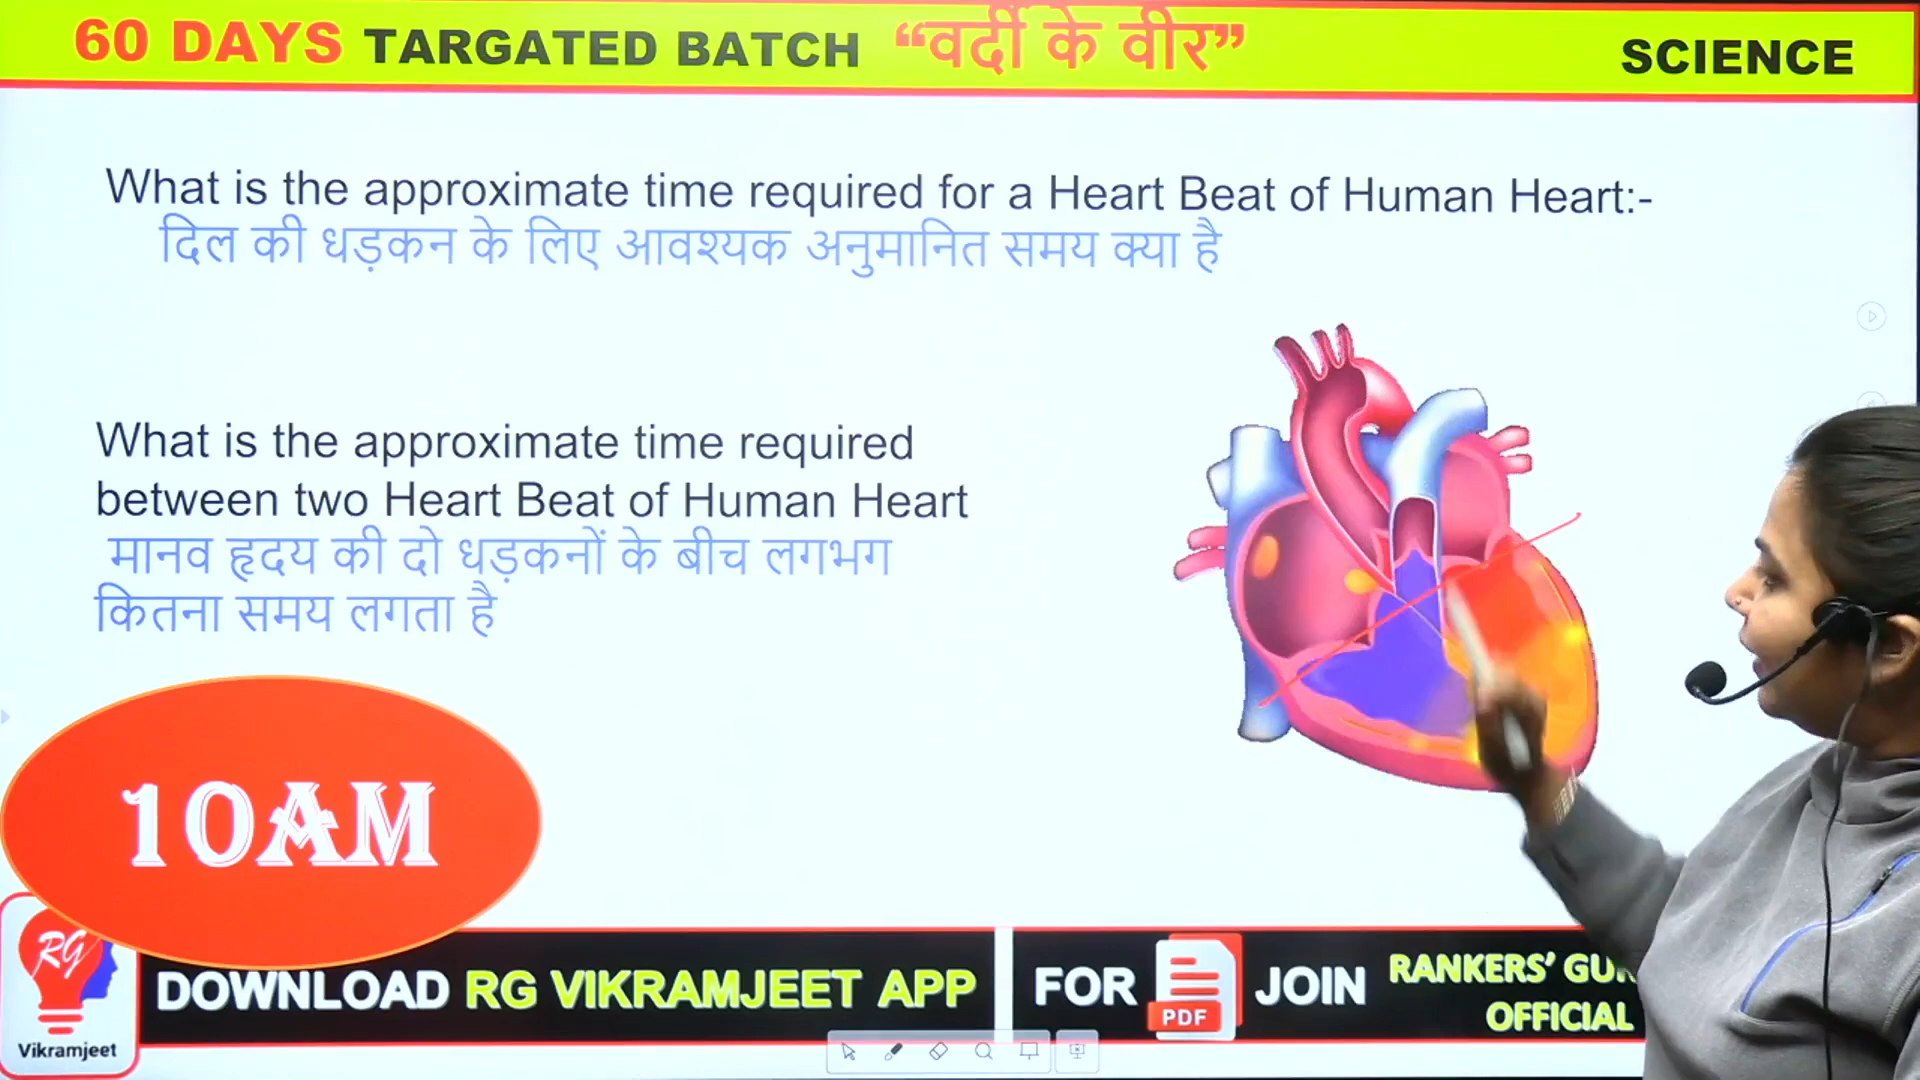 60 DAYS TARGATED BATCH “वर्दी के वीर” SCIENCE
What is the approximate time required for a Heart Beat of Human Heart:-
दिल की धड़कन के लिए आवश्यक अनुमानित समय क्या है
What is the approximate time required
between two Heart Beat of Human Heart
मानव हृदय की दो धड़कनों के बीच लगभग
कितना समय लगता है
10AM
RG
Vikramjeet
DOWNLOAD RG VIKRAMJEET APP
FOR PDF JOIN
RANKERS’
OFFICIAL